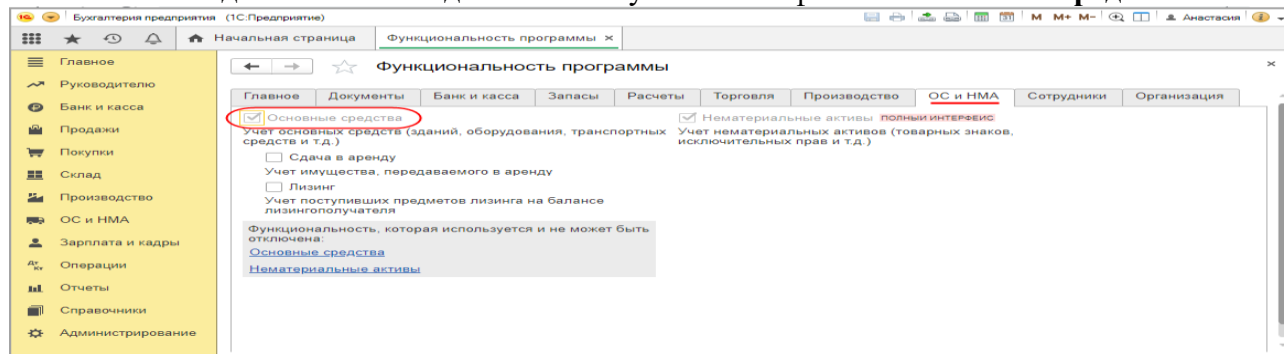 Бухгалтерия предприятия (1С:Предприятие)
M M+ M- Анастасия
Начальная страница Функциональность программы ×
Главное
Руководителю
Банк и касса
Продажи
Покупки
Склад
Производство
ОС и НМА
Зарплата и кадры
Операции
Отчеты
Справочники
Администрирование
Функциональность программы
Главное Документы Банк и касса Запасы Расчеты Торговля Производство ОС и НМА Сотрудники Организация
Основные средства
Учет основных средств (зданий, оборудования, транспортных
средств и т.д.)
Сдача в аренду
Учет имущества, передаваемого в аренду
Лизинг
Учет поступивших предметов лизинга на балансе
лизингополучателя
Функциональность, которая используется и не может быть
отключена:
Основные средства
Нематериальные активы
Нематериальные активы ПОЛНЫЙ ИНТЕРФЕЙС
Учет нематериальных активов (товарных знаков,
исключительных прав и т.д.)